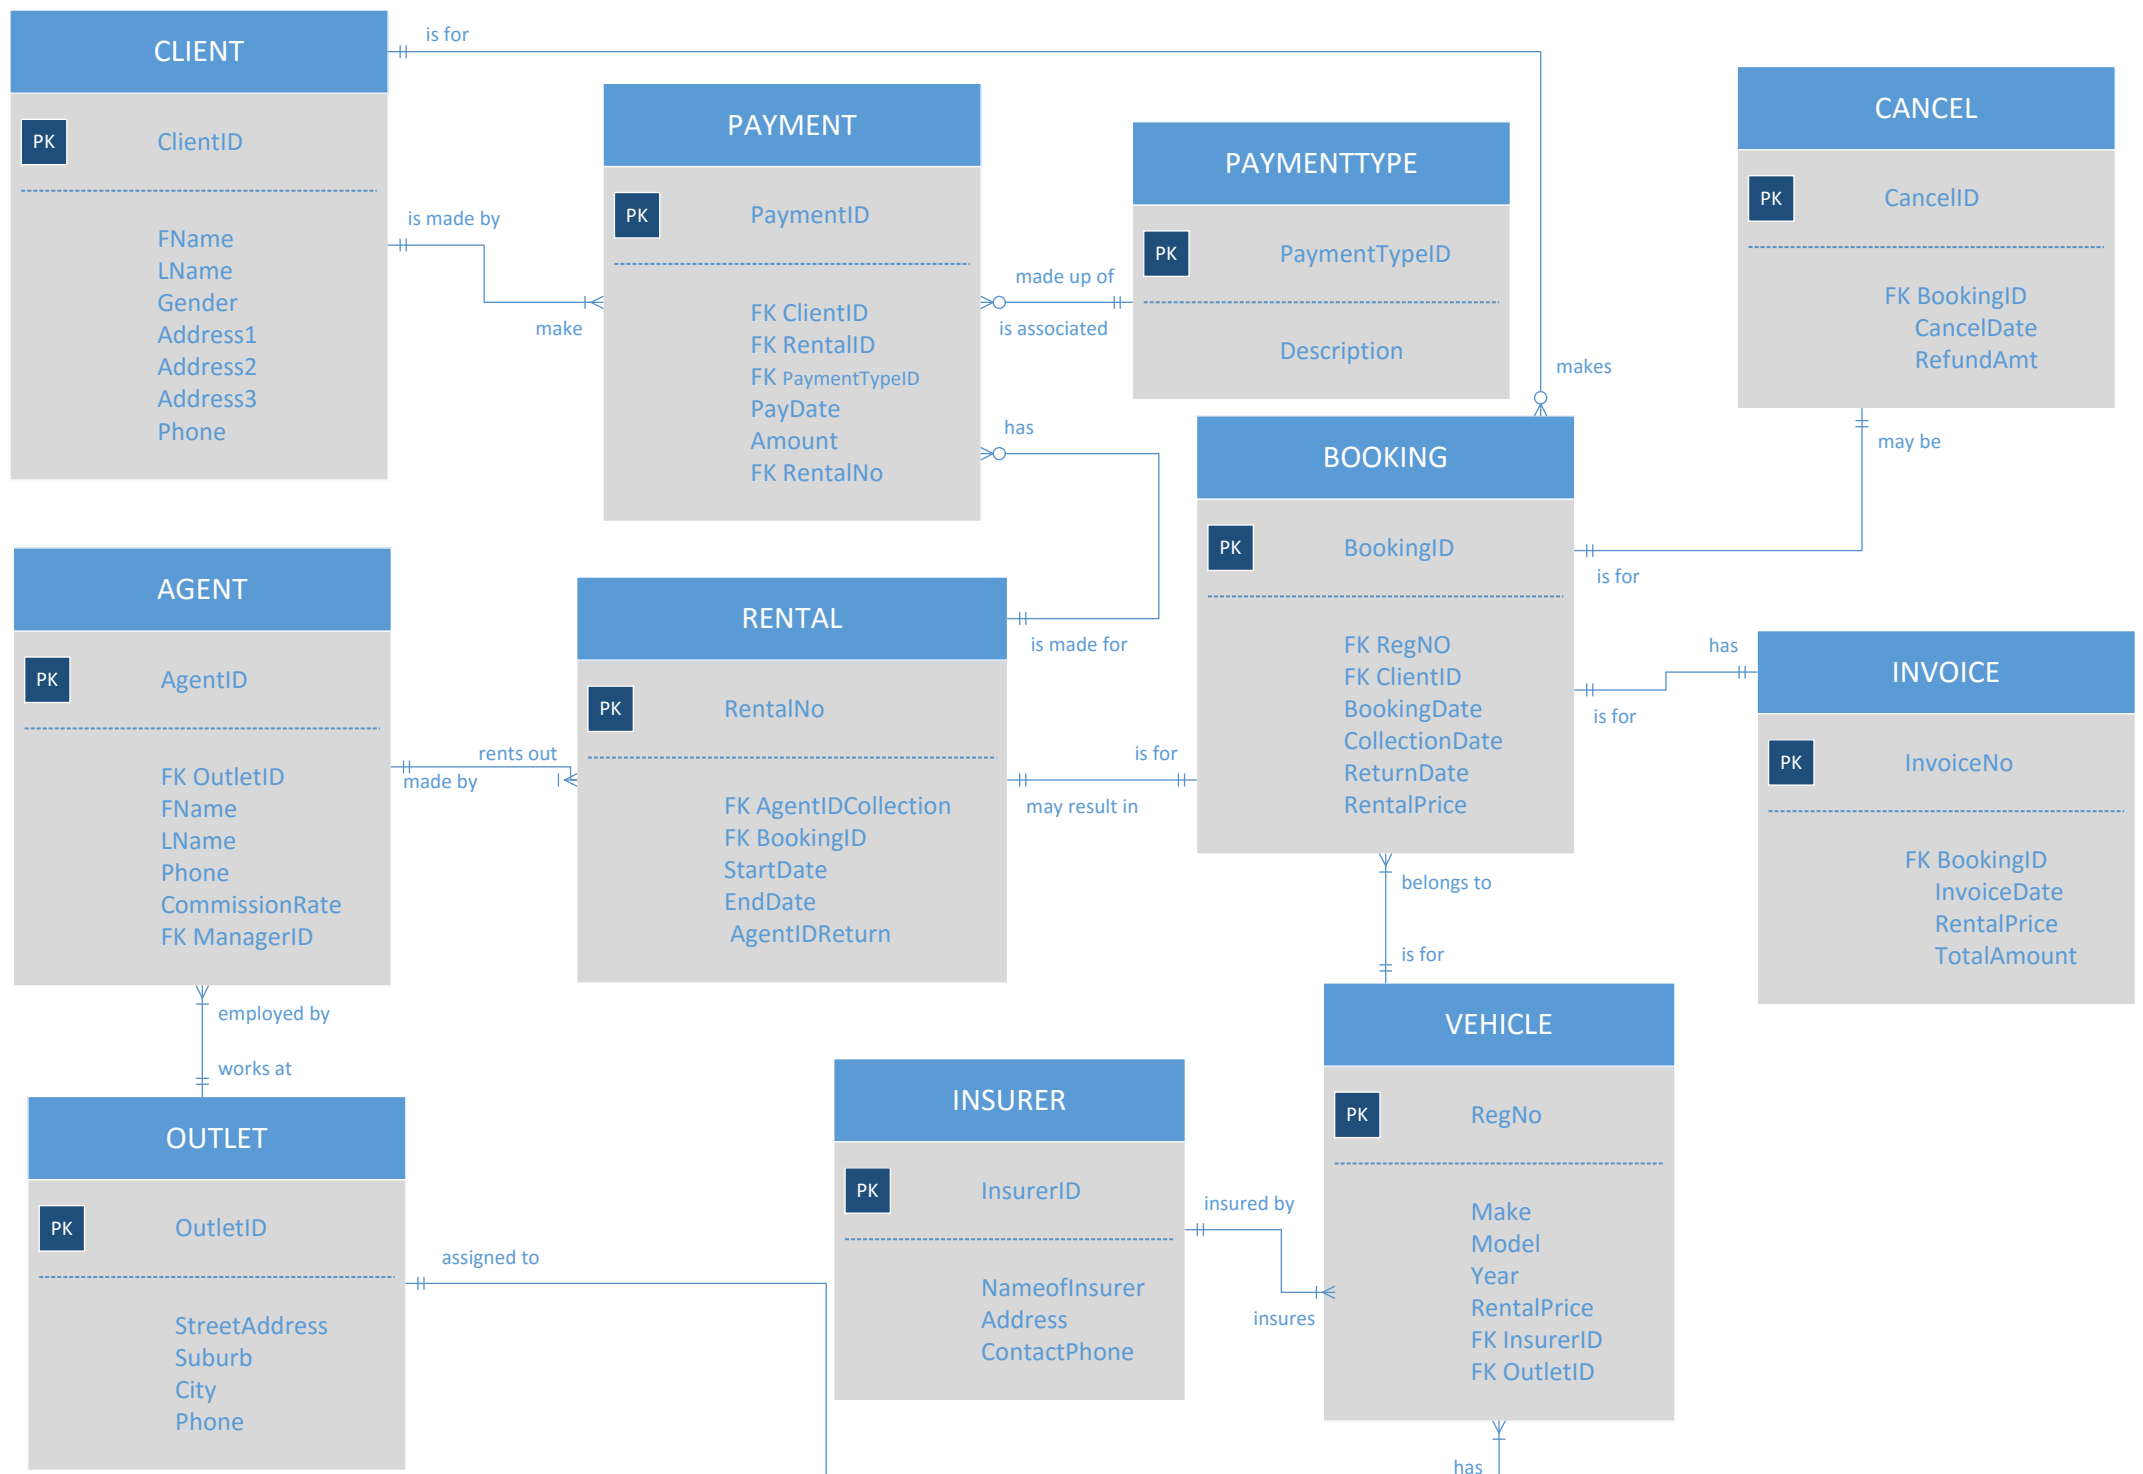 CLIENT
PK ClientID
FName
LName
Gender
Address1
Address2
Address3
Phone
is for
is made by
make
PAYMENT
PK PaymentID
FK ClientID
FK RentalID
FK PaymentTypeID
PayDate
Amount
FK RentalNo
made up of
is associated
has
PAYMENTTYPE
PK PaymentTypeID
Description
makes
CANCEL
PK CancelID
FK BookingID
CancelDate
RefundAmt
may be
is for
BOOKING
PK BookingID
FK RegNO
FK ClientID
BookingDate
CollectionDate
ReturnDate
RentalPrice
has
is for
INVOICE
PK InvoiceNo
FK BookingID
InvoiceDate
RentalPrice
TotalAmount
AGENT
PK AgentID
FK OutletID
FName
LName
Phone
CommissionRate
FK ManagerID
rents out
made by
RENTAL
PK RentalNo
FK AgentIDCollection
FK BookingID
StartDate
EndDate
AgentIDReturn
is made for
is for
may result in
belongs to
is for
employed by
works at
OUTLET
PK OutletID
StreetAddress
Suburb
City
Phone
assigned to
INSURER
PK InsurerID
NameofInsurer
Address
ContactPhone
insured by
insures
VEHICLE
PK RegNo
Make
Model
Year
RentalPrice
FK InsurerID
FK OutletID
has